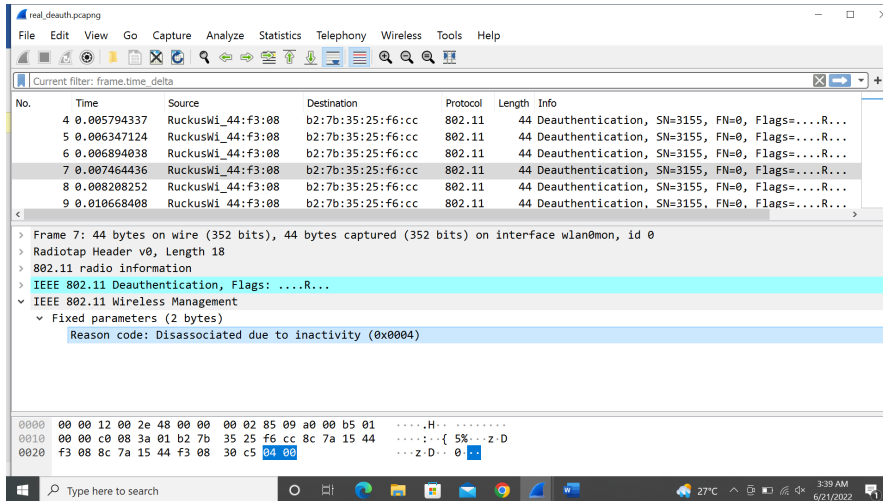 real_deauth.pcapng
File Edit View Go Capture Analyze Statistics Telephony Wireless Tools Help
Current filter: frame.time_delta
No. Time Source Destination Protocol Length Info
4 0.005794337 RuckusWi_44:f3:08 b2:7b:35:25:f6:cc 802.11 44 Deauthentication, SN=3155, FN=0, Flags=....R...
5 0.006347124 RuckusWi_44:f3:08 b2:7b:35:25:f6:cc 802.11 44 Deauthentication, SN=3155, FN=0, Flags=....R...
6 0.006894038 RuckusWi_44:f3:08 b2:7b:35:25:f6:cc 802.11 44 Deauthentication, SN=3155, FN=0, Flags=....R...
7 0.007464436 RuckusWi_44:f3:08 b2:7b:35:25:f6:cc 802.11 44 Deauthentication, SN=3155, FN=0, Flags=....R...
8 0.008208252 RuckusWi_44:f3:08 b2:7b:35:25:f6:cc 802.11 44 Deauthentication, SN=3155, FN=0, Flags=....R...
9 0.010668408 RuckusWi_44:f3:08 b2:7b:35:25:f6:cc 802.11 44 Deauthentication, SN=3155, FN=0, Flags=....R...
Frame 7: 44 bytes on wire (352 bits), 44 bytes captured (352 bits) on interface wlan0mon, id 0
Radiotap Header v0, Length 18
802.11 radio information
IEEE 802.11 Deauthentication, Flags: ....R...
IEEE 802.11 Wireless Management
Fixed parameters (2 bytes)
Reason code: Disassociated due to inactivity (0x0004)
0000 00 00 12 00 2e 48 00 00 00 02 85 09 a0 00 b5 01 ····.H·· ········
0010 00 00 c0 08 3a 01 b2 7b 35 25 f6 cc 8c 7a 15 44 ····:··{ 5%···z·D
0020 f3 08 8c 7a 15 44 f3 08 30 c5 04 00 ···z·D·· 0···
Type here to search
27°C
3:39 AM
6/21/2022